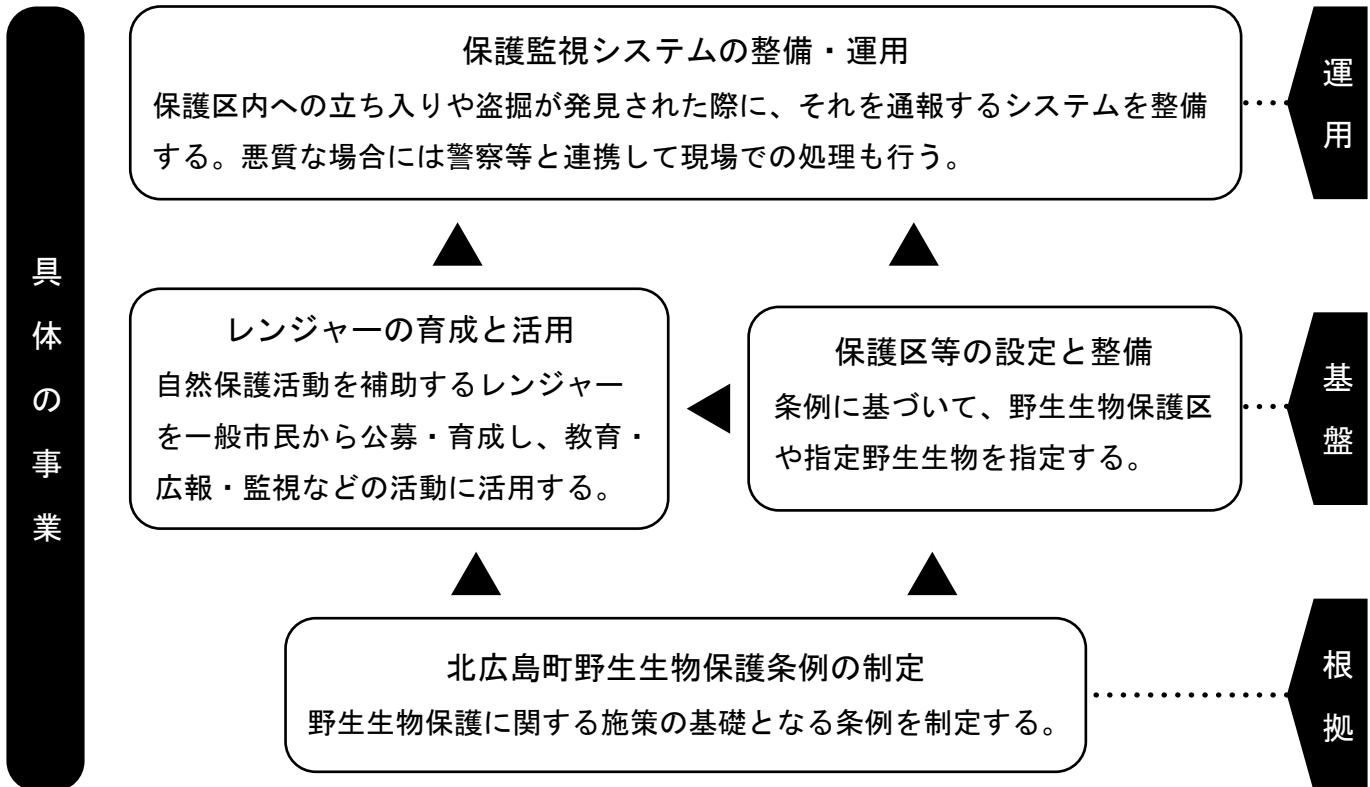 具体の事業
保護監視システムの整備・運用
保護区内への立ち入りや盗掘が発見された際に、それを通報するシステムを整備
する。悪質な場合には警察等と連携して現場での処理も行う。
運用
レンジャーの育成と活用
自然保護活動を補助するレンジャー
を一般市民から公募・育成し、教育・
広報・監視などの活動に活用する。
保護区等の設定と整備
条例に基づいて、野生生物保護区
や指定野生生物を指定する。
基盤
北広島町野生生物保護条例の制定
野生生物保護に関する施策の基礎となる条例を制定する。
根拠